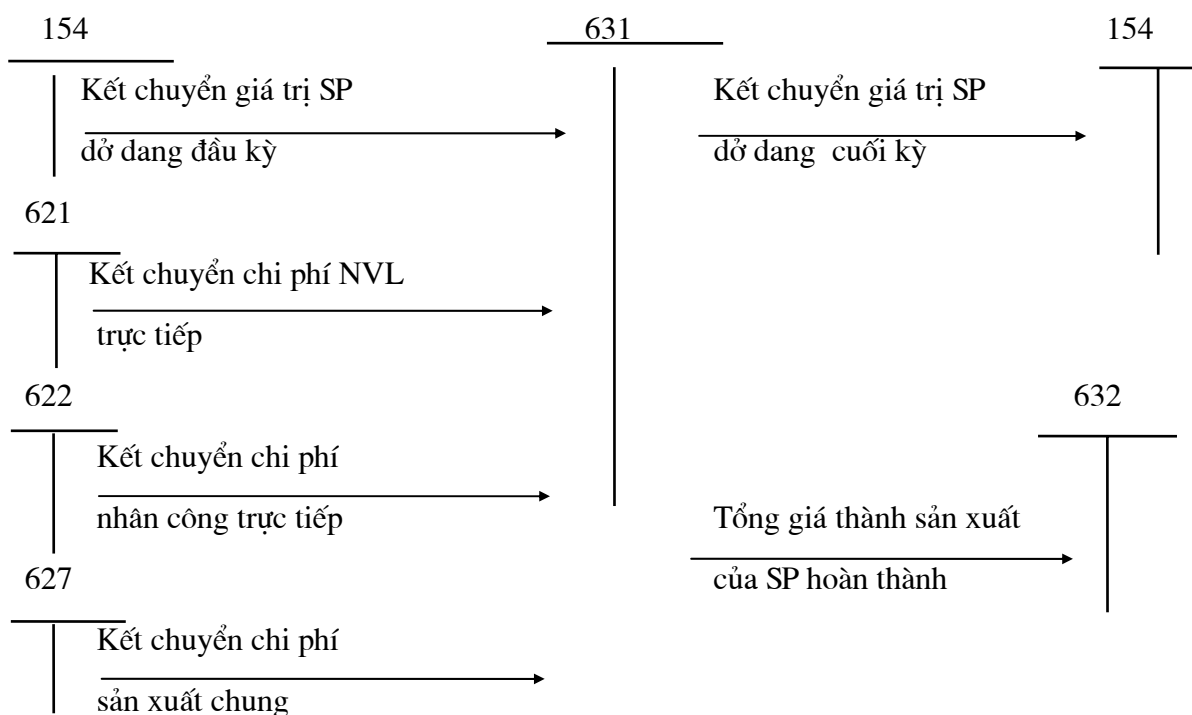 154
631
154
Kết chuyển giá trị SP
dở dang đầu kỳ
Kết chuyển giá trị SP
dở dang cuối kỳ
621
Kết chuyển chi phí NVL
trực tiếp
622
Kết chuyển chi phí
nhân công trực tiếp
632
Tổng giá thành sản xuất
của SP hoàn thành
627
Kết chuyển chi phí
sản xuất chung